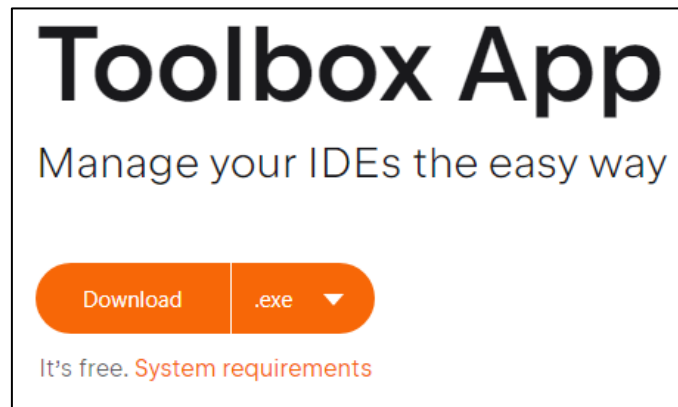 Toolbox App
Manage your IDEs the easy way
Download .exe
It's free. System requirements